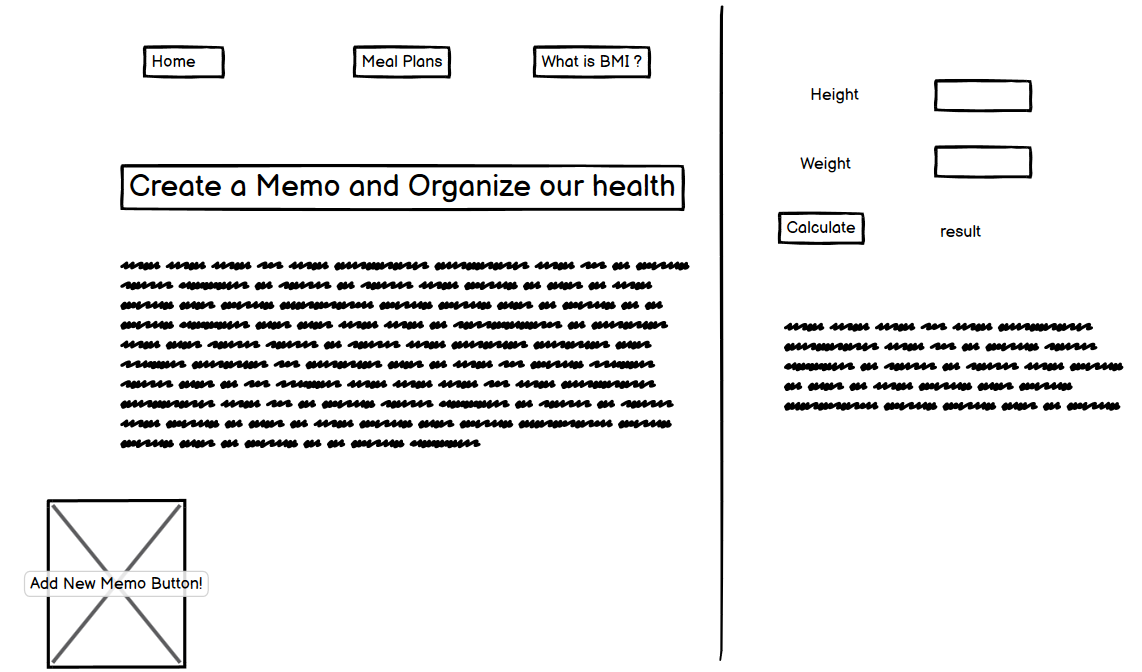 Home
Meal Plans
What is BMI ?
Create a Memo and Organize our health
Add New Memo Button!
Height
Weight
Calculate
result